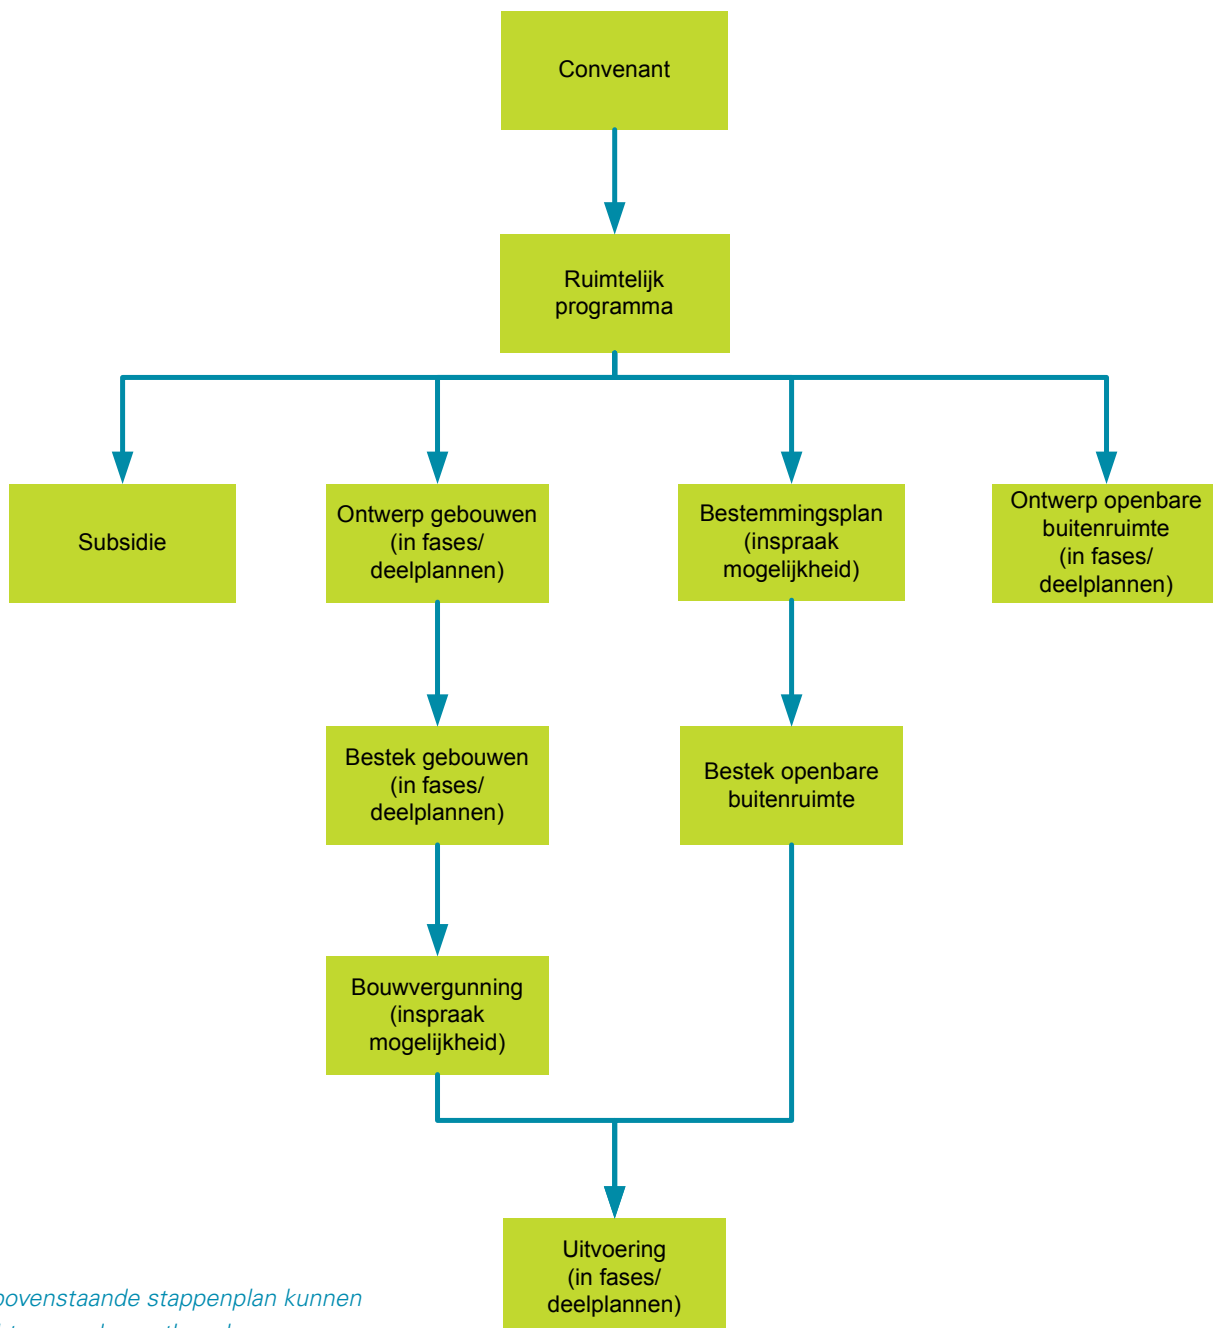 Convenant
Ruimtelijk
programma
Subsidie
Ontwerp gebouwen
(in fases/
deelplannen)
Bestemmingsplan
(inspraak
mogelijkheid)
Ontwerp openbare
buitenruimte
(in fases/
deelplannen)
Bestek gebouwen
(in fases/
deelplannen)
Bestek openbare
buitenruimte
Bouwvergunning
(inspraak
mogelijkheid)
Uitvoering
(in fases/
deelplannen)
bovenstaande stappenplan kunnen